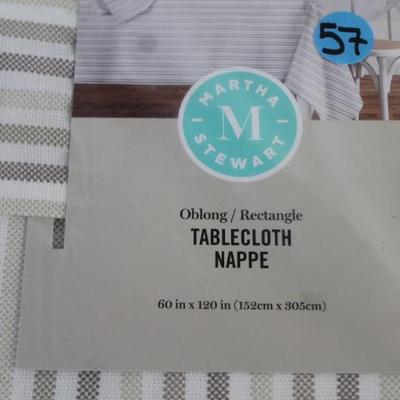 57
MARTHA
M
STEWART
Oblong / Rectangle
TABLECLOTH
NAPPE
60 in x 120 in (152cm x 305cm)